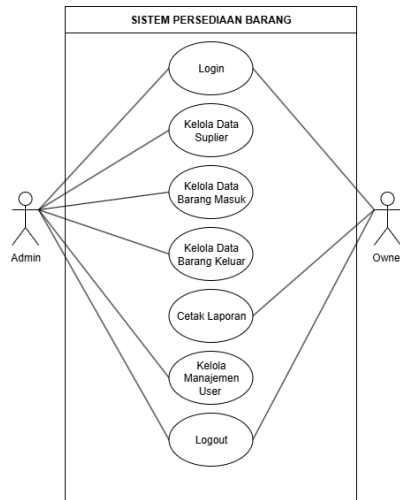 SISTEM PERSEDIAAN BARANG
Login
Kelola Data
Suplier
Kelola Data
Barang Masuk
Kelola Data
Barang Keluar
Admin
Owne
Cetak Laporan
Kelola
Manajemen
User
Logout